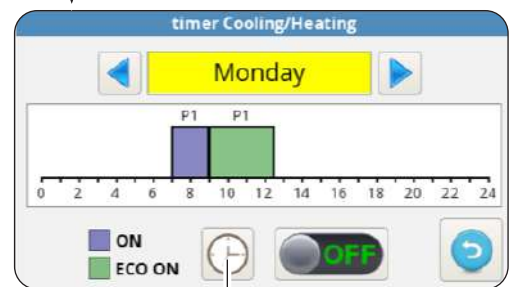 timer Cooling/Heating
Monday
P1 P1
0 2 4 6 8 10 12 14 16 18 20 22 24
ON
ECO ON
OFF